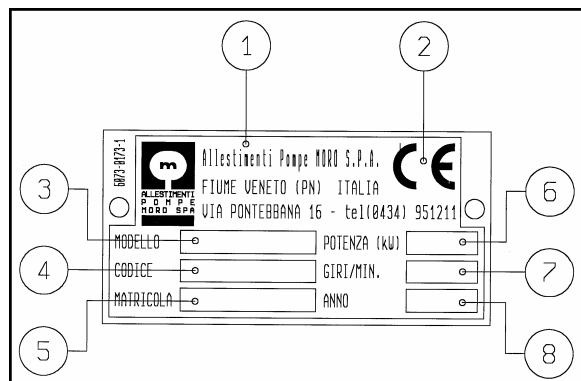 1
2
6073-0173-1
m
ALLESTIMENTI
POMPE
MORO SPA
Allestimenti Pompe MORO S.P.A.
CE
FIUME VENETO (PN) ITALIA
VIA PONTEBBANA 16 - tel(0434) 951211
3
MODELLO
POTENZA (kW)
6
4
CODICE
GIRI/MIN.
7
5
MATRICOLA
ANNO
8